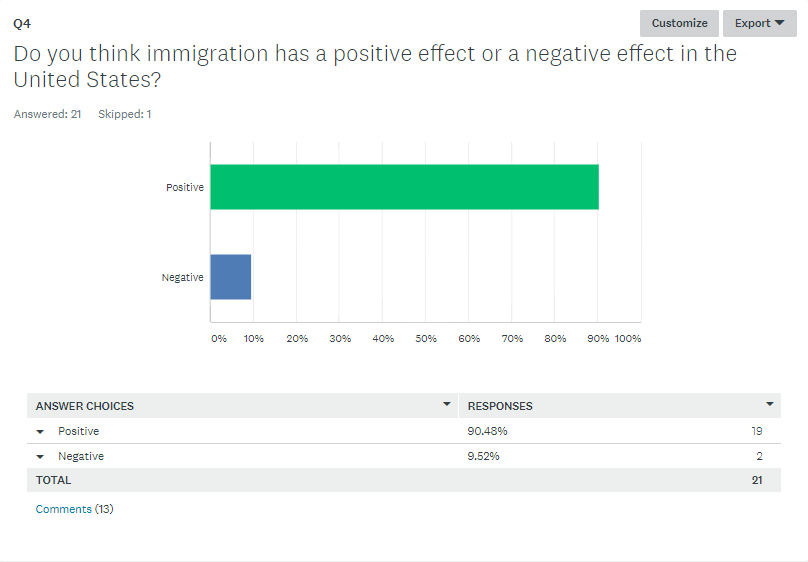 Q4
Customize
Export
Do you think immigration has a positive effect or a negative effect in the
United States?
Answered: 21 Skipped: 1
Positive
Negative
0% 10% 20% 30% 40% 50% 60% 70% 80% 90% 100%
ANSWER CHOICES RESPONSES
Positive 90.48% 19
Negative 9.52% 2
TOTAL 21
Comments (13)